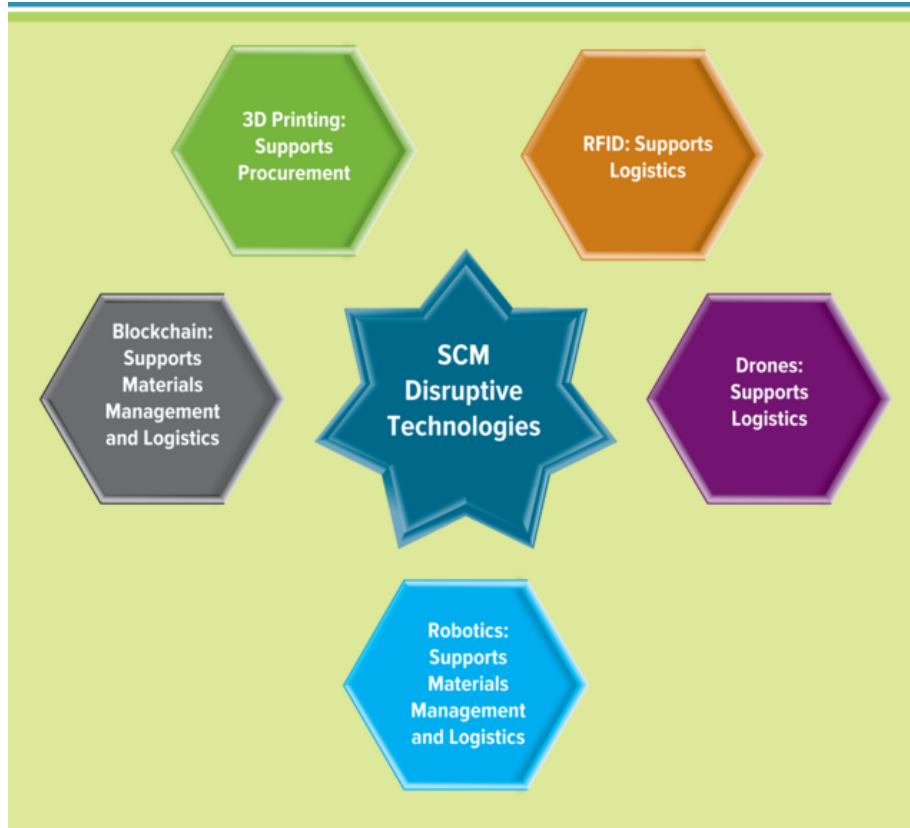 3D Printing:
Supports
Procurement
RFID: Supports
Logistics
Blockchain:
Supports
Materials
Management
and Logistics
SCM
Disruptive
Technologies
Drones:
Supports
Logistics
Robotics:
Supports
Materials
Management
and Logistics